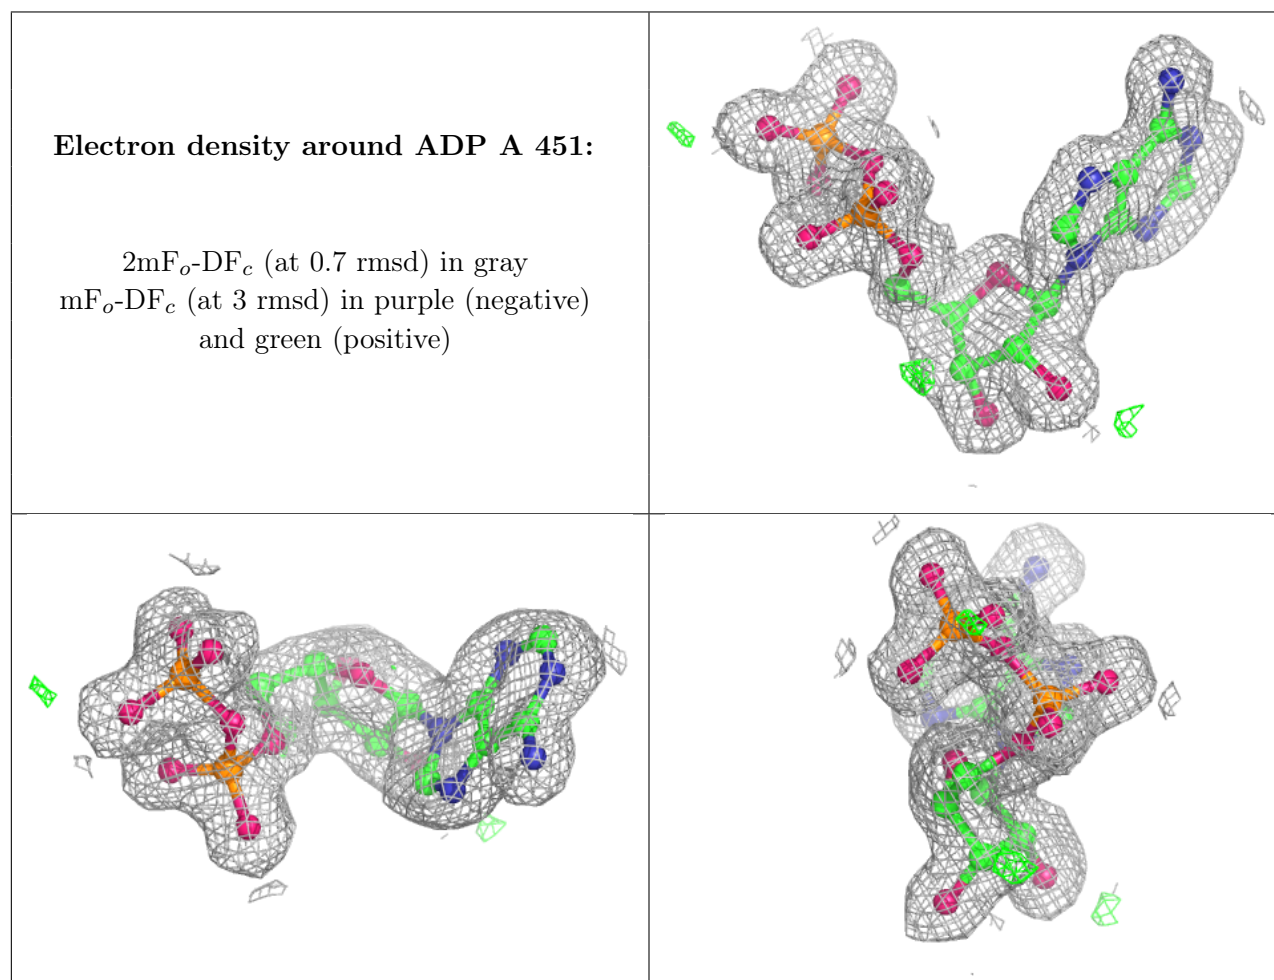 Electron density around ADP A 451:
2mFo-DFc (at 0.7 rmsd) in gray
mFo-DFc (at 3 rmsd) in purple (negative)
and green (positive)